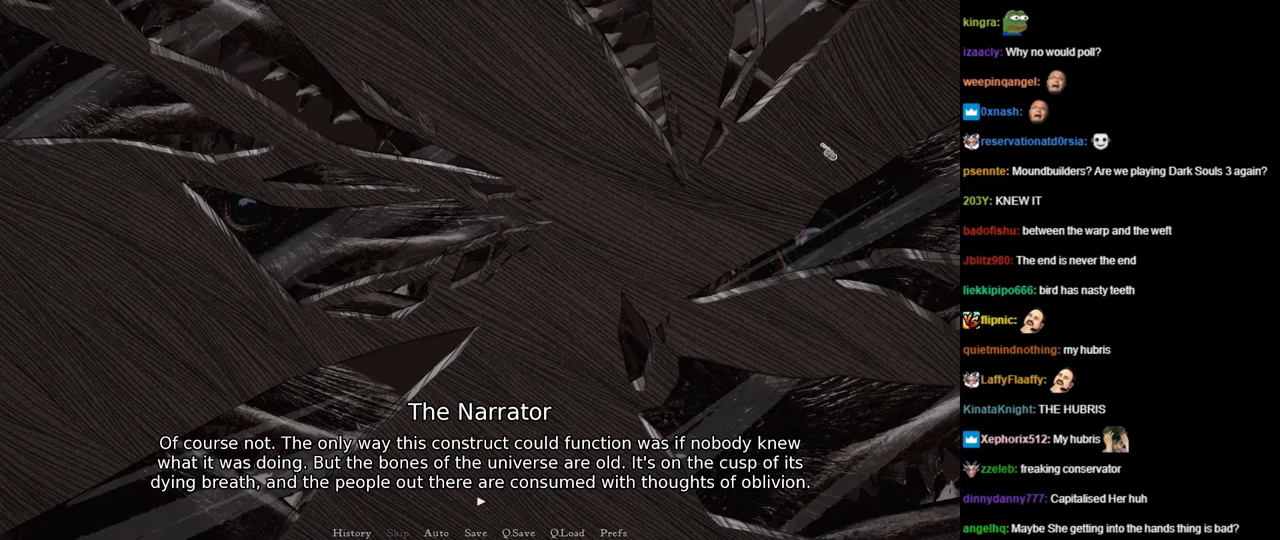 The Narrator
Of course not. The only way this construct could function was if nobody knew
what it was doing. But the bones of the universe are old. It's on the cusp of its
dying breath, and the people out there are consumed with thoughts of oblivion.
History Skip Auto Save Q.Save Q.Load Prefs
kingra:
izaacly: Why no would poll?
weepinqangel:
0xnash:
reservationatd0rsia:
psennte: Moundbuilders? Are we playing Dark Souls 3 again?
203Y: KNEW IT
badofishu: between the warp and the weft
Jblitz980: The end is never the end
liekkipipo666: bird has nasty teeth
flipnic:
quietmindnothing: my hubris
LaffyFlaaffy:
KinataKnight: THE HUBRIS
Xephorix512: My hubris
zzeleb: freaking conservator
dinnydanny777: Capitalised Her huh
angelhq: Maybe She getting into the hands thing is bad?